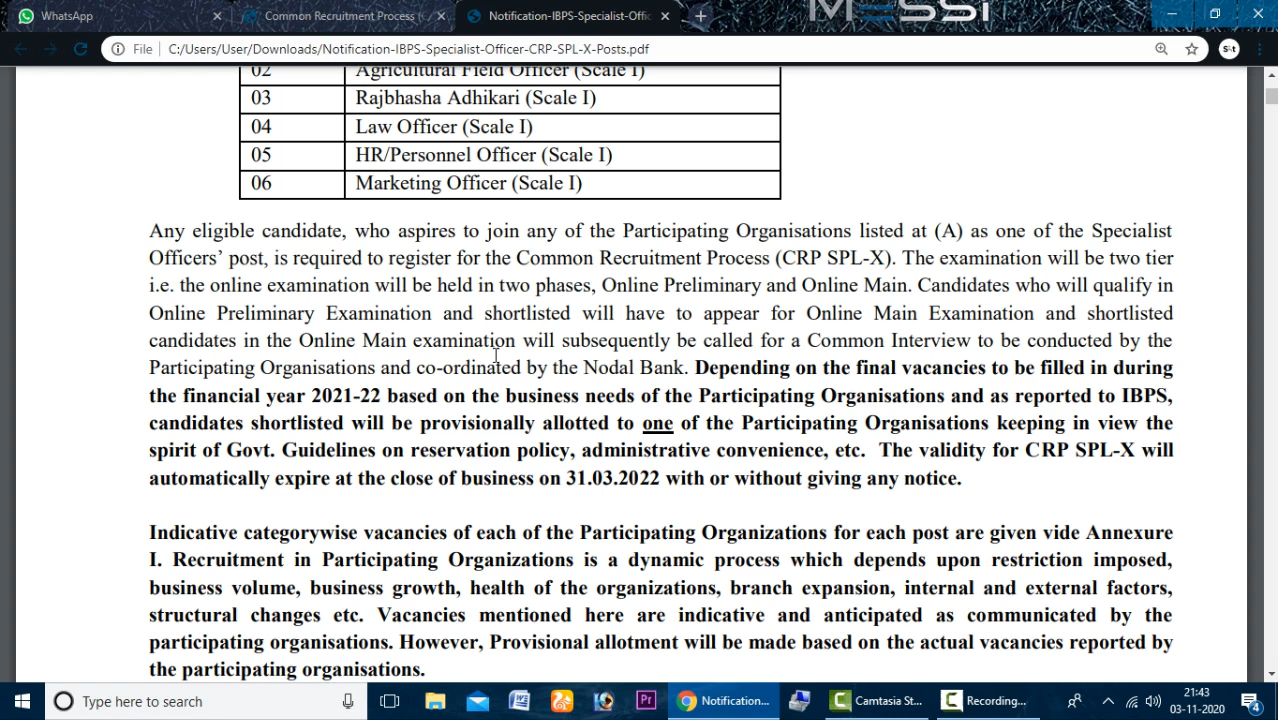 WhatsApp
Common Recruitment Process (
Notification-IBPS-Specialist-Offic
MESSI
File C:/Users/User/Downloads/Notification-IBPS-Specialist-Officer-CRP-SPL-X-Posts.pdf
02 Agricultural Field Officer (Scale I)
03 Rajbhasha Adhikari (Scale I)
04 Law Officer (Scale I)
05 HR/Personnel Officer (Scale I)
06 Marketing Officer (Scale I)
Any eligible candidate, who aspires to join any of the Participating Organisations listed at (A) as one of the Specialist
Officers’ post, is required to register for the Common Recruitment Process (CRP SPL-X). The examination will be two tier
i.e. the online examination will be held in two phases, Online Preliminary and Online Main. Candidates who will qualify in
Online Preliminary Examination and shortlisted will have to appear for Online Main Examination and shortlisted
candidates in the Online Main examination will subsequently be called for a Common Interview to be conducted by the
Participating Organisations and co-ordinated by the Nodal Bank. Depending on the final vacancies to be filled in during
the financial year 2021-22 based on the business needs of the Participating Organisations and as reported to IBPS,
candidates shortlisted will be provisionally allotted to one of the Participating Organisations keeping in view the
spirit of Govt. Guidelines on reservation policy, administrative convenience, etc. The validity for CRP SPL-X will
automatically expire at the close of business on 31.03.2022 with or without giving any notice.
Indicative categorywise vacancies of each of the Participating Organizations for each post are given vide Annexure
I. Recruitment in Participating Organizations is a dynamic process which depends upon restriction imposed,
business volume, business growth, health of the organizations, branch expansion, internal and external factors,
structural changes etc. Vacancies mentioned here are indicative and anticipated as communicated by the
participating organisations. However, Provisional allotment will be made based on the actual vacancies reported by
the participating organisations.
Type here to search
Pr
Notification...
Camtasia St...
Recording...
21:43
03-11-2020
4